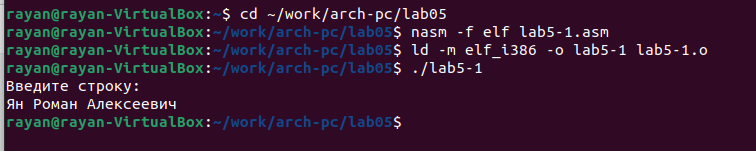 rayan@rayan-VirtualBox:~$ cd ~/work/arch-pc/lab05
rayan@rayan-VirtualBox:~/work/arch-pc/lab05$ nasm -f elf lab5-1.asm
rayan@rayan-VirtualBox:~/work/arch-pc/lab05$ ld -m elf_i386 -o lab5-1 lab5-1.o
rayan@rayan-VirtualBox:~/work/arch-pc/lab05$ ./lab5-1
Введите строку:
Ян Роман Алексеевич
rayan@rayan-VirtualBox:~/work/arch-pc/lab05$